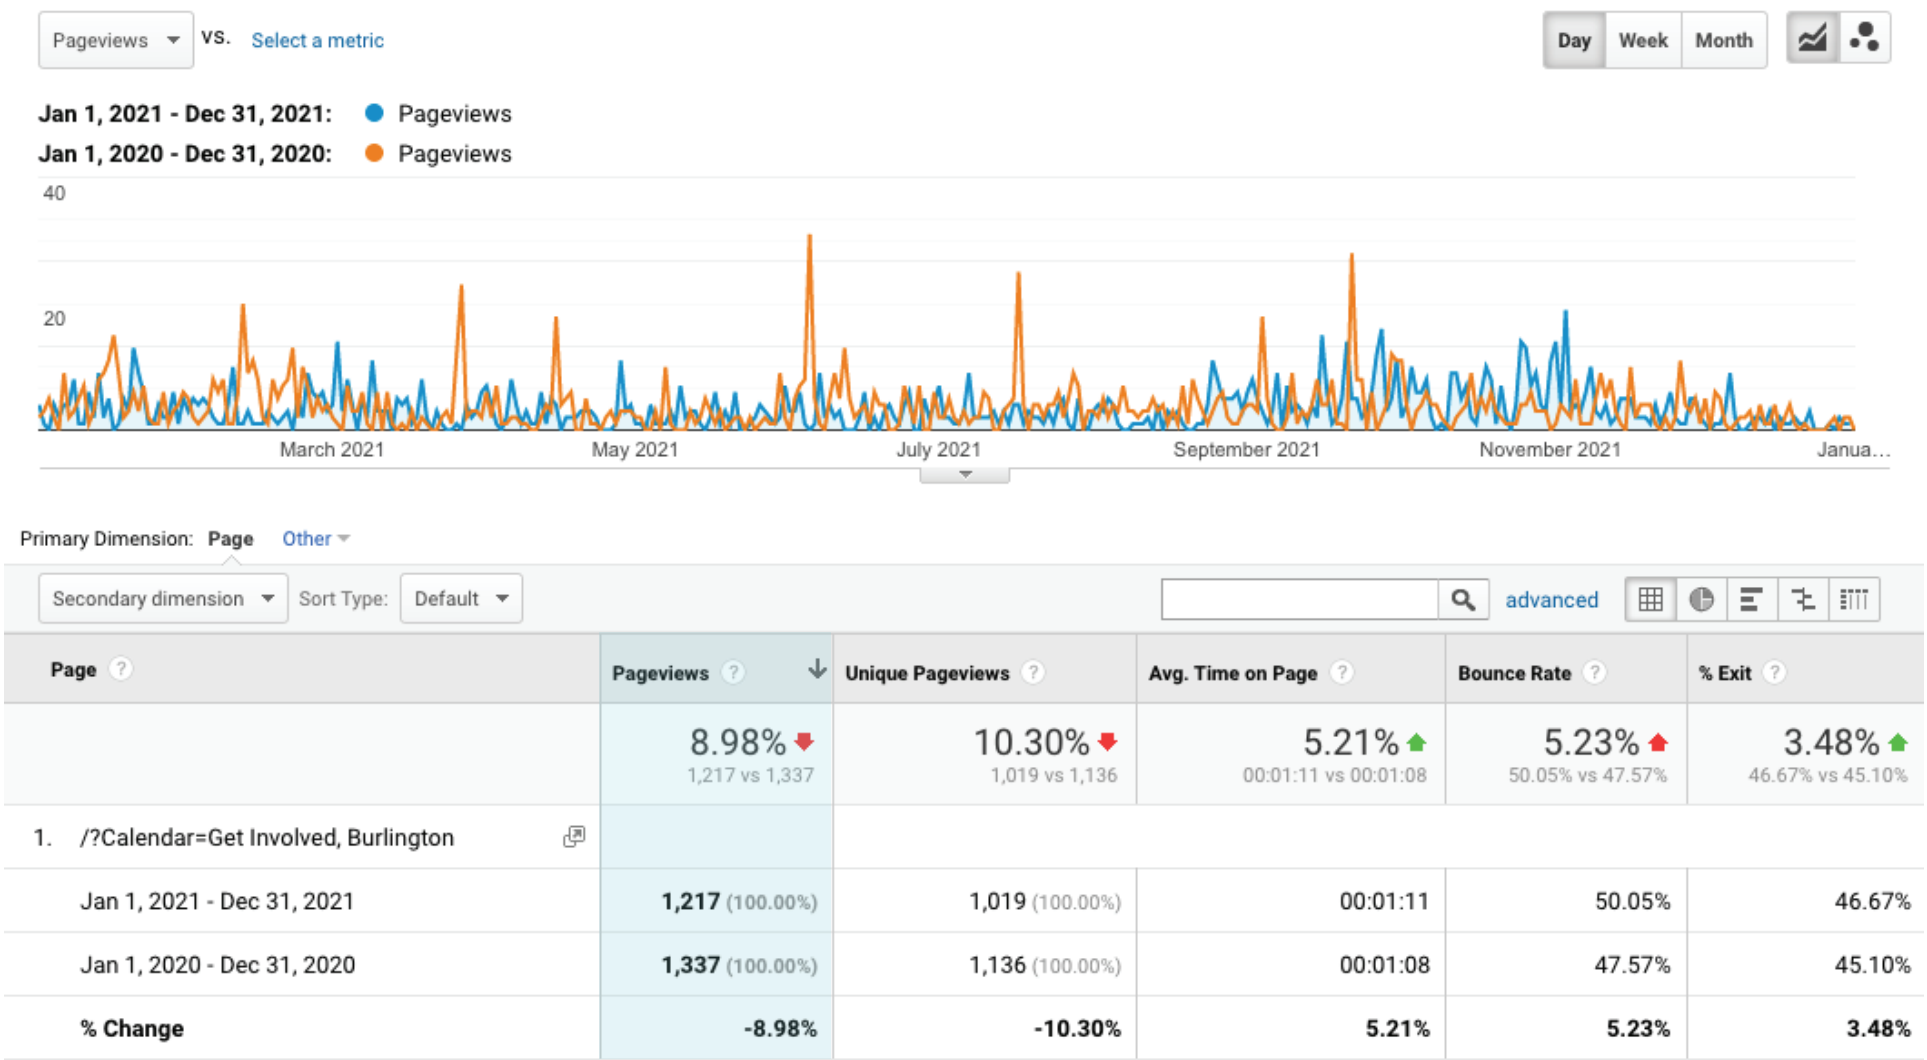 Pageviews vs. Select a metric Day Week Month
Jan 1, 2021 - Dec 31, 2021: Pageviews
Jan 1, 2020 - Dec 31, 2020: Pageviews
40
20
March 2021 May 2021 July 2021 September 2021 November 2021 Janua...
Primary Dimension: Page Other
Secondary dimension Sort Type: Default advanced
Page ? Pageviews ? Unique Pageviews ? Avg. Time on Page ? Bounce Rate ? % Exit ?
8.98% 10.30% 5.21% 5.23% 3.48%
1,217 vs 1,337 1,019 vs 1,136 00:01:11 vs 00:01:08 50.05% vs 47.57% 46.67% vs 45.10%
1. /?Calendar=Get Involved, Burlington
Jan 1, 2021 - Dec 31, 2021 1,217 (100.00%) 1,019 (100.00%) 00:01:11 50.05% 46.67%
Jan 1, 2020 - Dec 31, 2020 1,337 (100.00%) 1,136 (100.00%) 00:01:08 47.57% 45.10%
% Change -8.98% -10.30% 5.21% 5.23% 3.48%